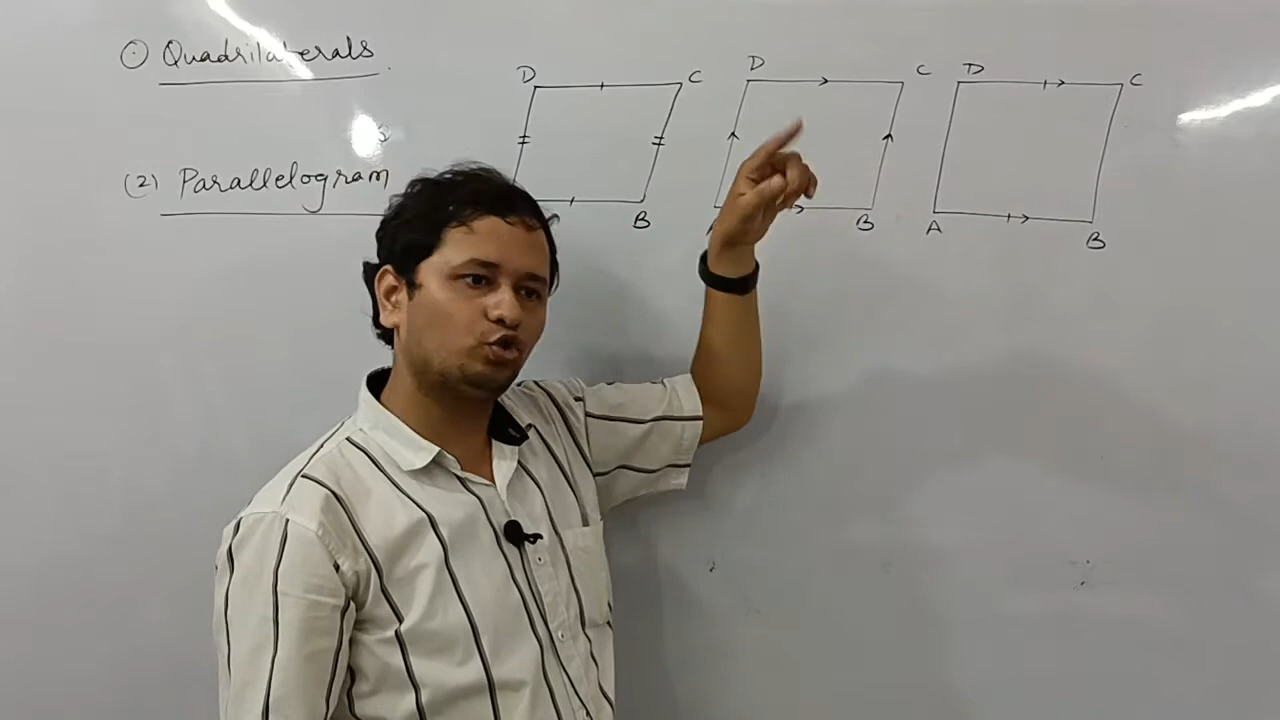 ① Quadrilaterals
(2) Parallelogram
D C
B
D C
B
D C
A B